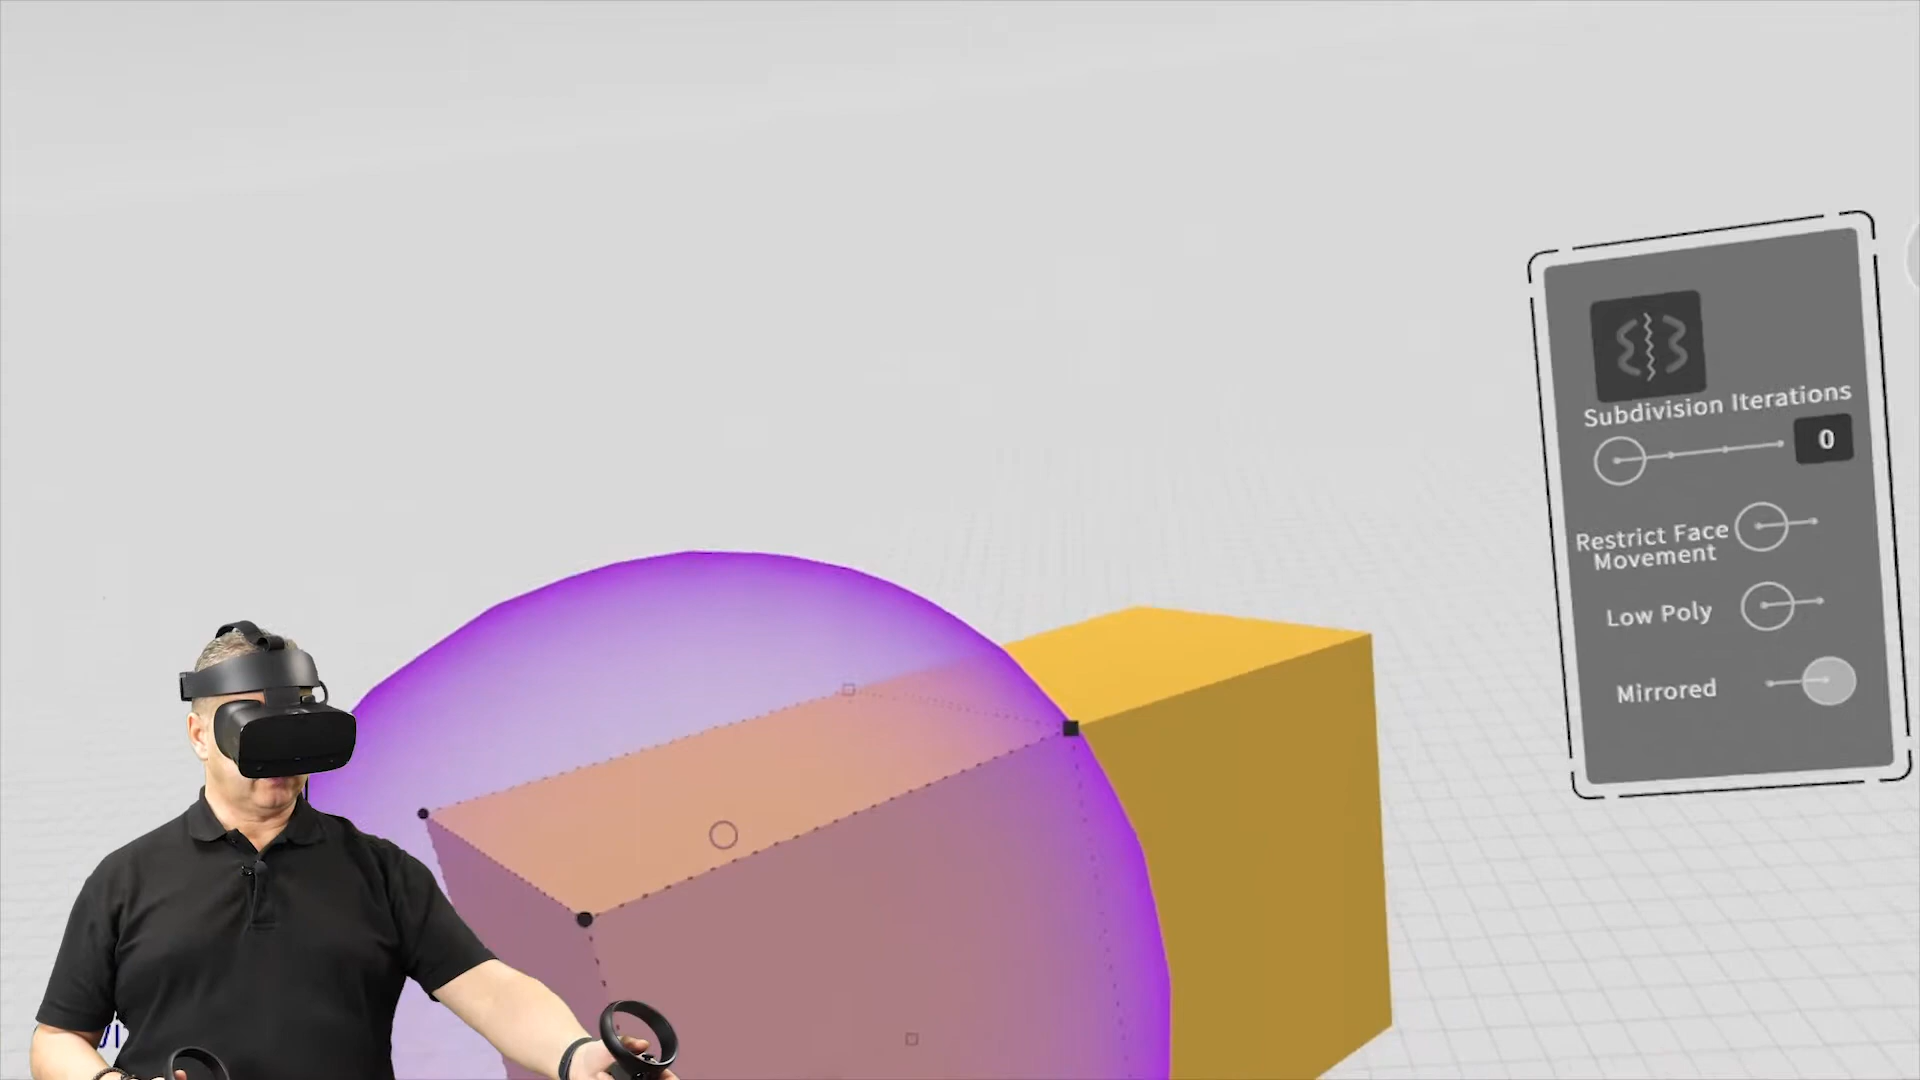 Subdivision Iterations
0
Restrict Face
Movement
Low Poly
Mirrored